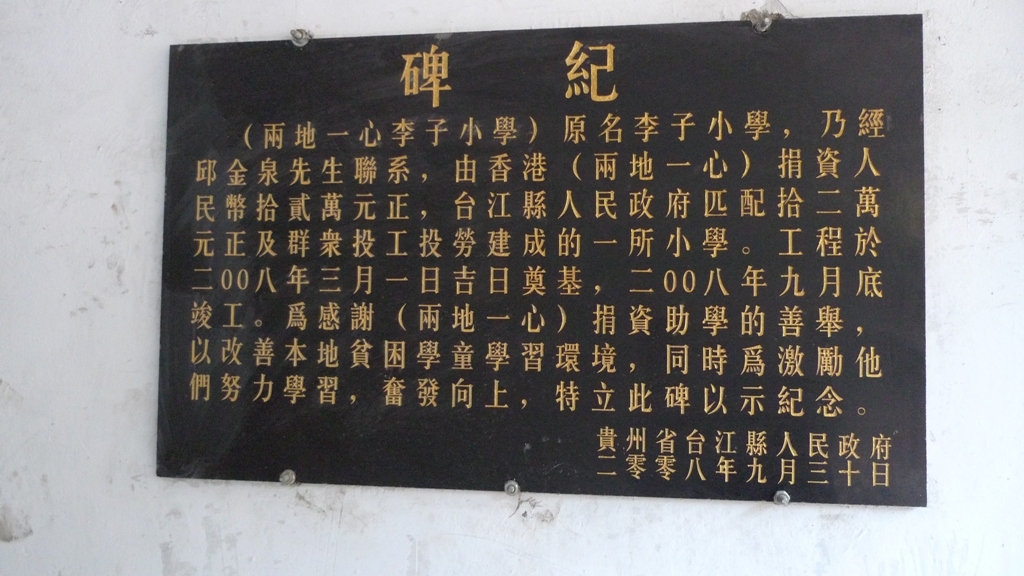 碑紀
（兩地一心李子小學）原名李子小學，乃經
邱金泉先生聯系，由香港（兩地一心）捐資人
民幣拾貳萬元正，台江縣人民政府匹配拾二萬
元正及群衆投工投勞建成的一所小學。工程於
二00八年三月一日吉日奠基，二00八年九月底
竣工。爲感謝（兩地一心）捐資助學的善舉，
以改善本地貧困學童學習環境，同時爲激勵他
們努力學習，奮發向上，特立此碑以示紀念。
貴州省台江縣人民政府
二零零八年九月三十日